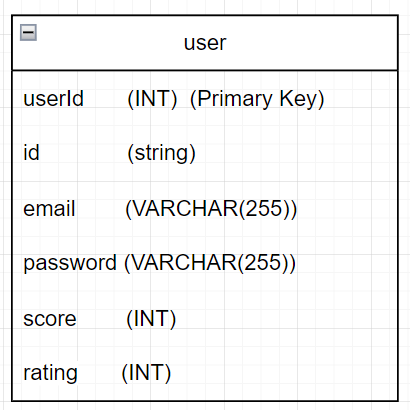 user
userId (INT) (Primary Key)
id (string)
email (VARCHAR(255))
password (VARCHAR(255))
score (INT)
rating (INT)